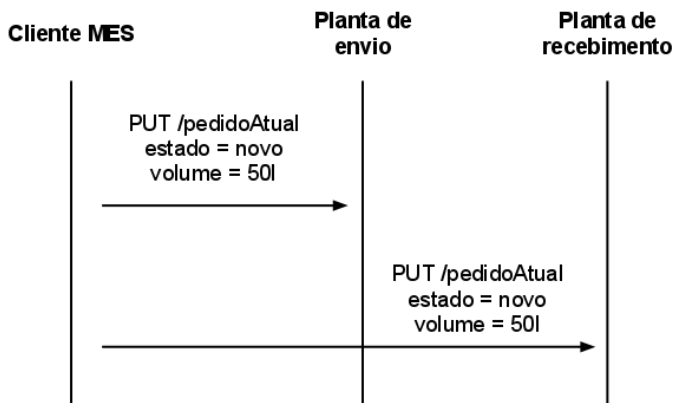 Cliente MES
Planta de
envio
Planta de
recebimento
PUT /pedidoAtual
estado = novo
volume = 50l
PUT /pedidoAtual
estado = novo
volume = 50l